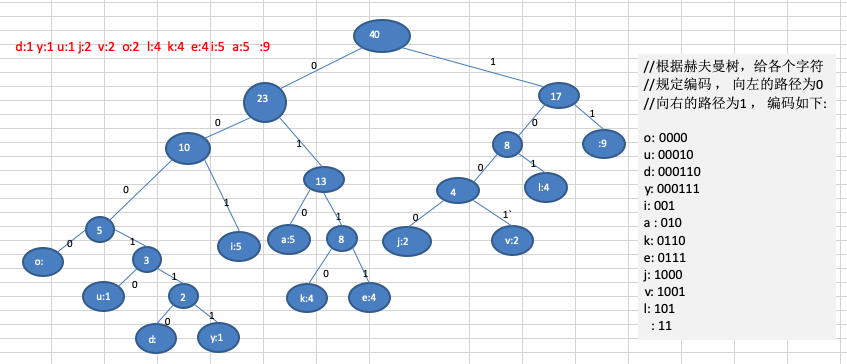 d:1 y:1 u:1 j:2 v:2 o:2 l:4 k:4 e:4 i:5 a:5 :9
40
0
1
23
17
0
1
0
1
10
13
8
:9
0
1
0
1
0
1
5
i:5
a:5
8
4
l:4
0
1
0
1
0
1`
o:
3
k:4
e:4
j:2
v:2
0
1
u:1
2
0
1
d:
y:1
//根据赫夫曼树，给各个字符
//规定编码 ， 向左的路径为0
//向右的路径为1 ， 编码如下:
o: 0000
u: 00010
d: 000110
y: 000111
i: 001
a : 010
k: 0110
e: 0111
j: 1000
v: 1001
l: 101
: 11